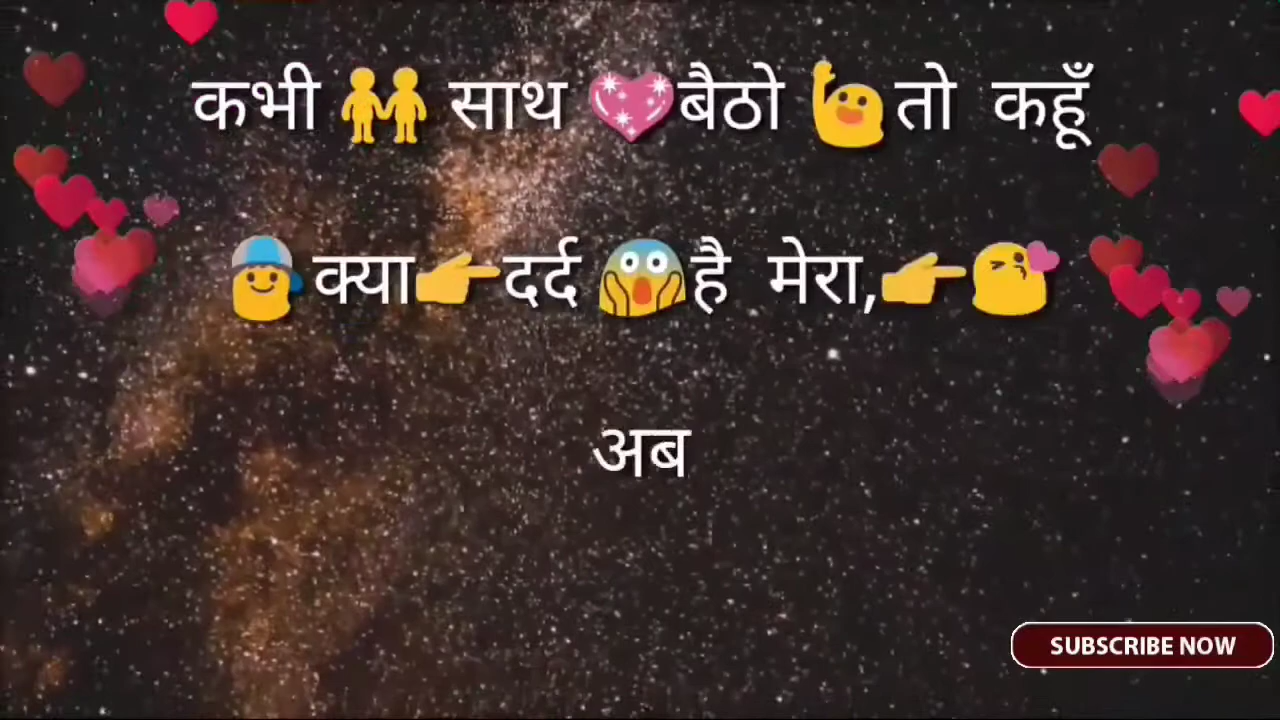 कभी 👬 साथ 💖बैठो 🙋तो कहूँ
👦क्या👉दर्द 😱है मेरा,👉😘
अब
SUBSCRIBE NOW